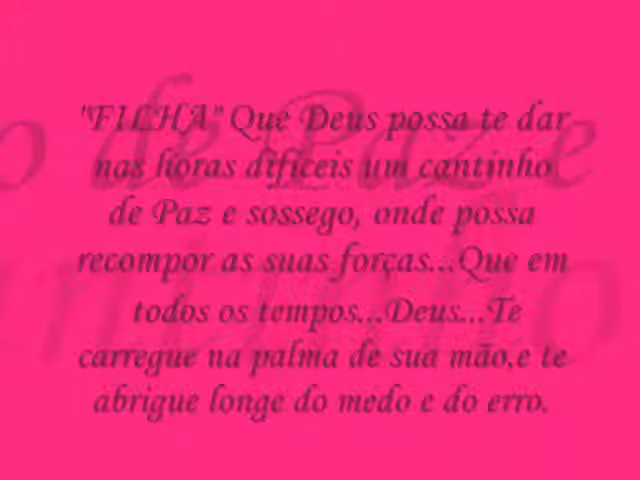 "FILHA" Que Deus possa te dar
nas horas difíceis um cantinho
de Paz e sossego, onde possa
recompor as suas forças...Que em
todos os tempos...Deus...Te
carregue na palma de sua mão,e te
abrigue longe do medo e do erro.
o de Paz e